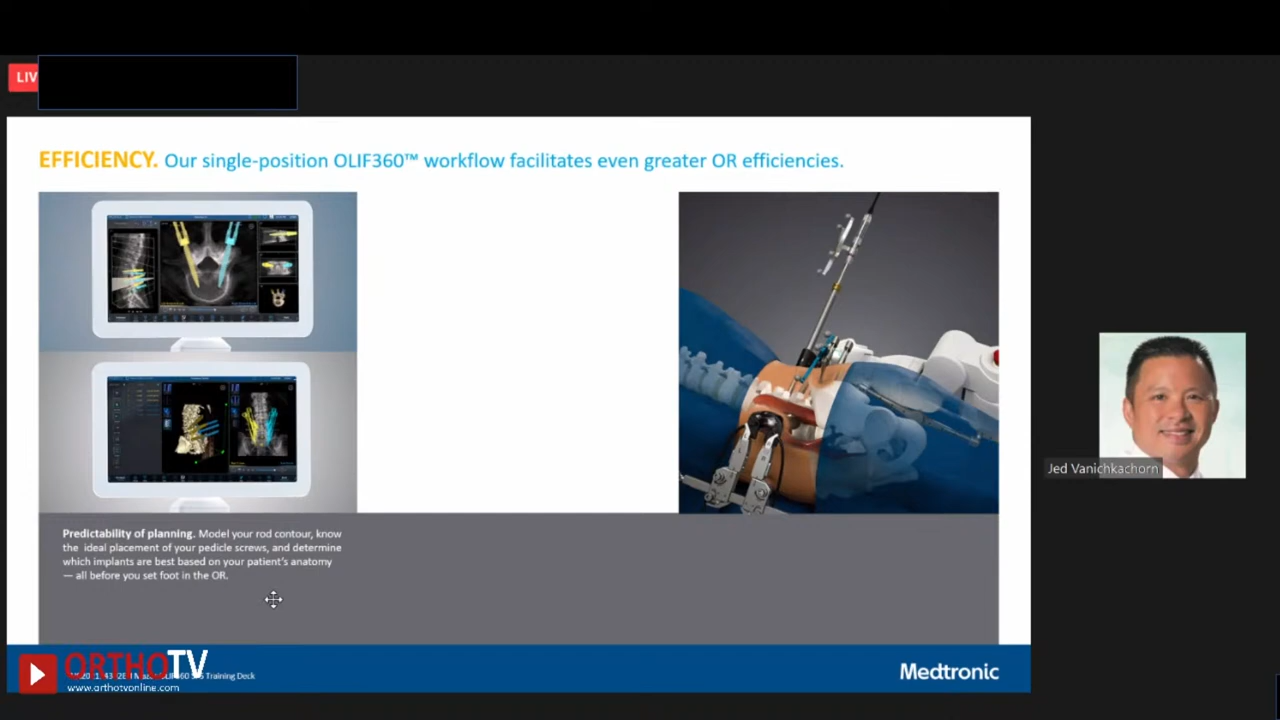 LIV
EFFICIENCY. Our single-position OLIF360™ workflow facilitates even greater OR efficiencies.
Jed Vanichkachorn
Predictability of planning. Model your rod contour, know
the ideal placement of your pedicle screws, and determine
which implants are best based on your patient's anatomy
— all before you set foot in the OR.
ORTHOTV
Training Deck
www.orthotvonline.com
Medtronic